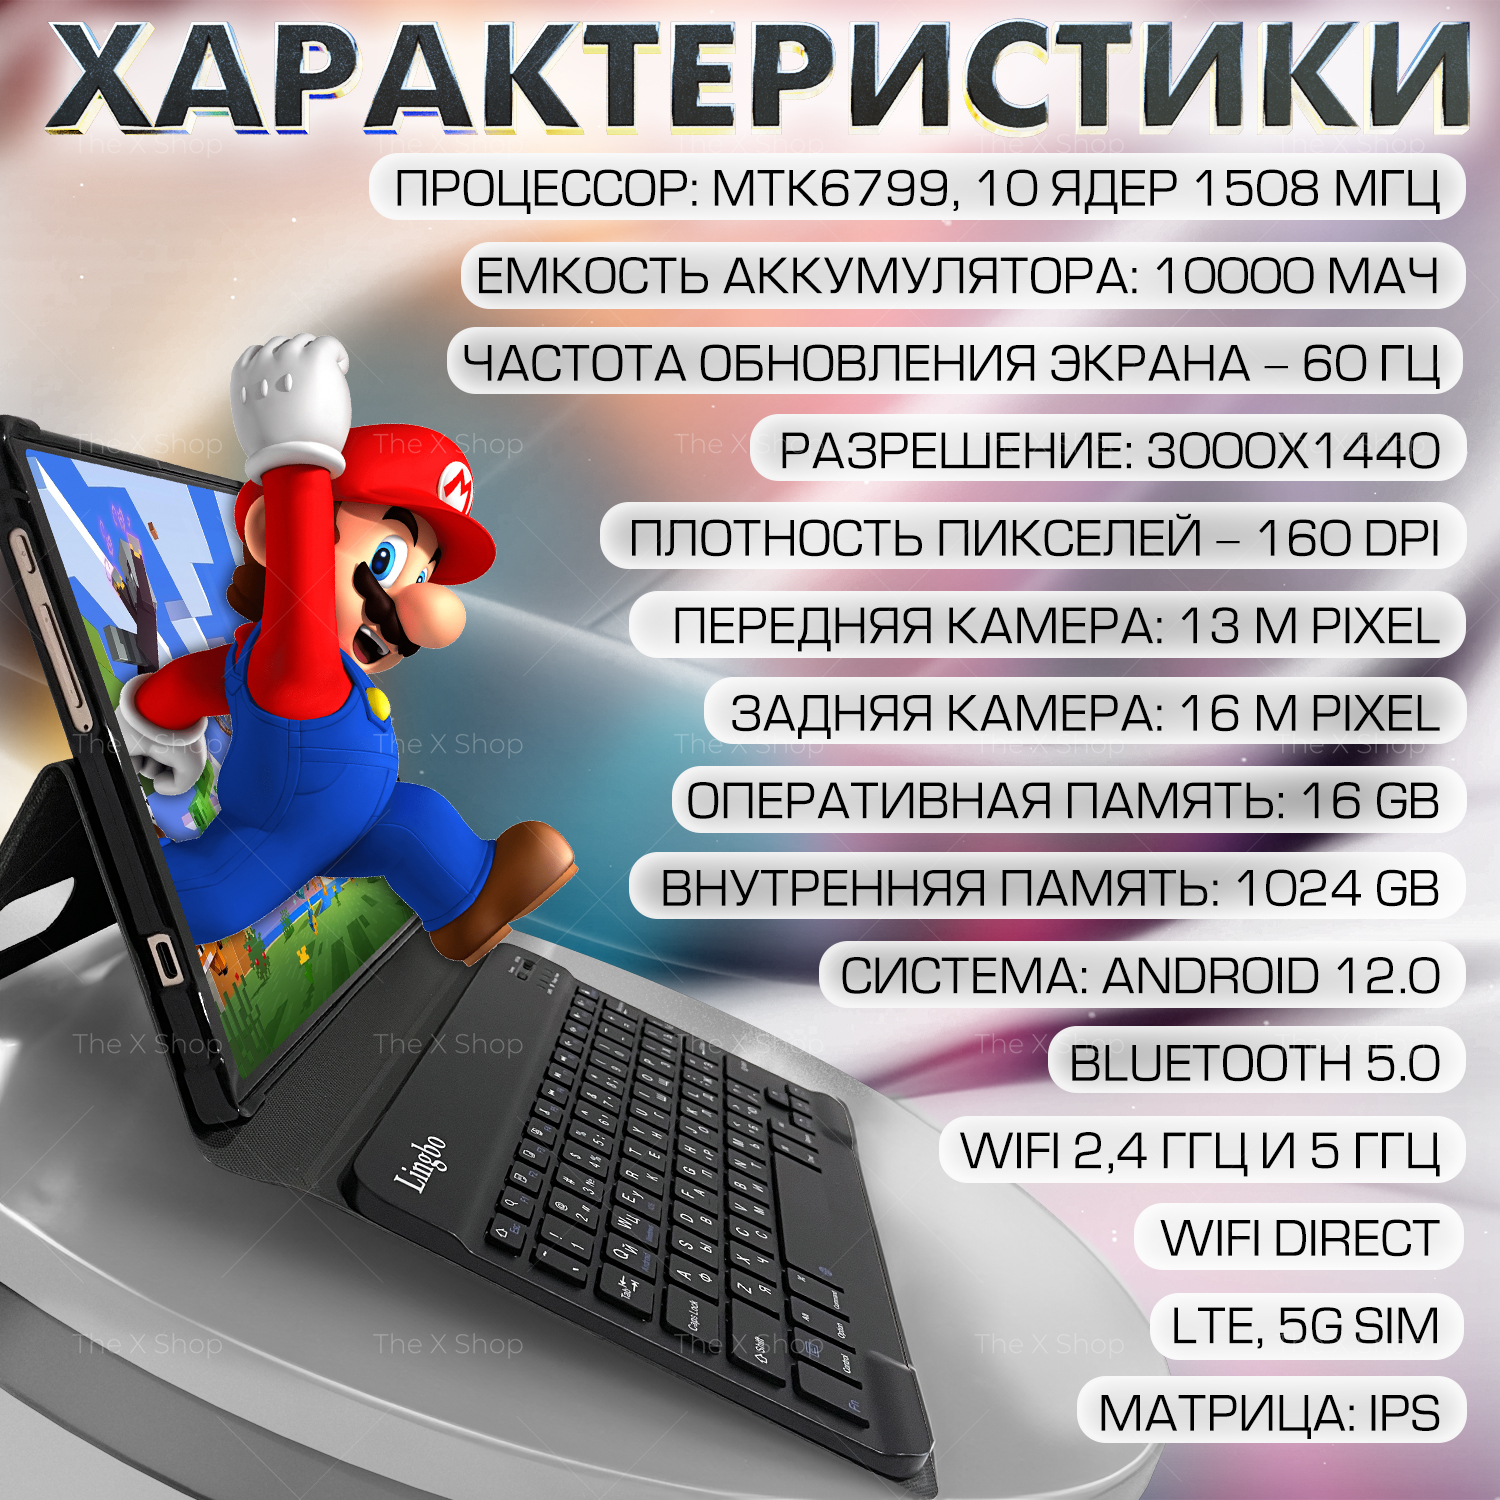 ХАРАКТЕРИСТИКИ
ПРОЦЕССОР: MTK6799, 10 ЯДЕР 1508 МГЦ
ЕМКОСТЬ АККУМУЛЯТОРА: 10000 МАЧ
ЧАСТОТА ОБНОВЛЕНИЯ ЭКРАНА – 60 ГЦ
РАЗРЕШЕНИЕ: 3000X1440
ПЛОТНОСТЬ ПИКСЕЛЕЙ – 160 DPI
ПЕРЕДНЯЯ КАМЕРА: 13 M PIXEL
ЗАДНЯЯ КАМЕРА: 16 M PIXEL
ОПЕРАТИВНАЯ ПАМЯТЬ: 16 GB
ВНУТРЕННЯЯ ПАМЯТЬ: 1024 GB
СИСТЕМА: ANDROID 12.0
BLUETOOTH 5.0
WIFI 2,4 ГГЦ И 5 ГГЦ
WIFI DIRECT
LTE, 5G SIM
МАТРИЦА: IPS
Lingbo
The X Shop